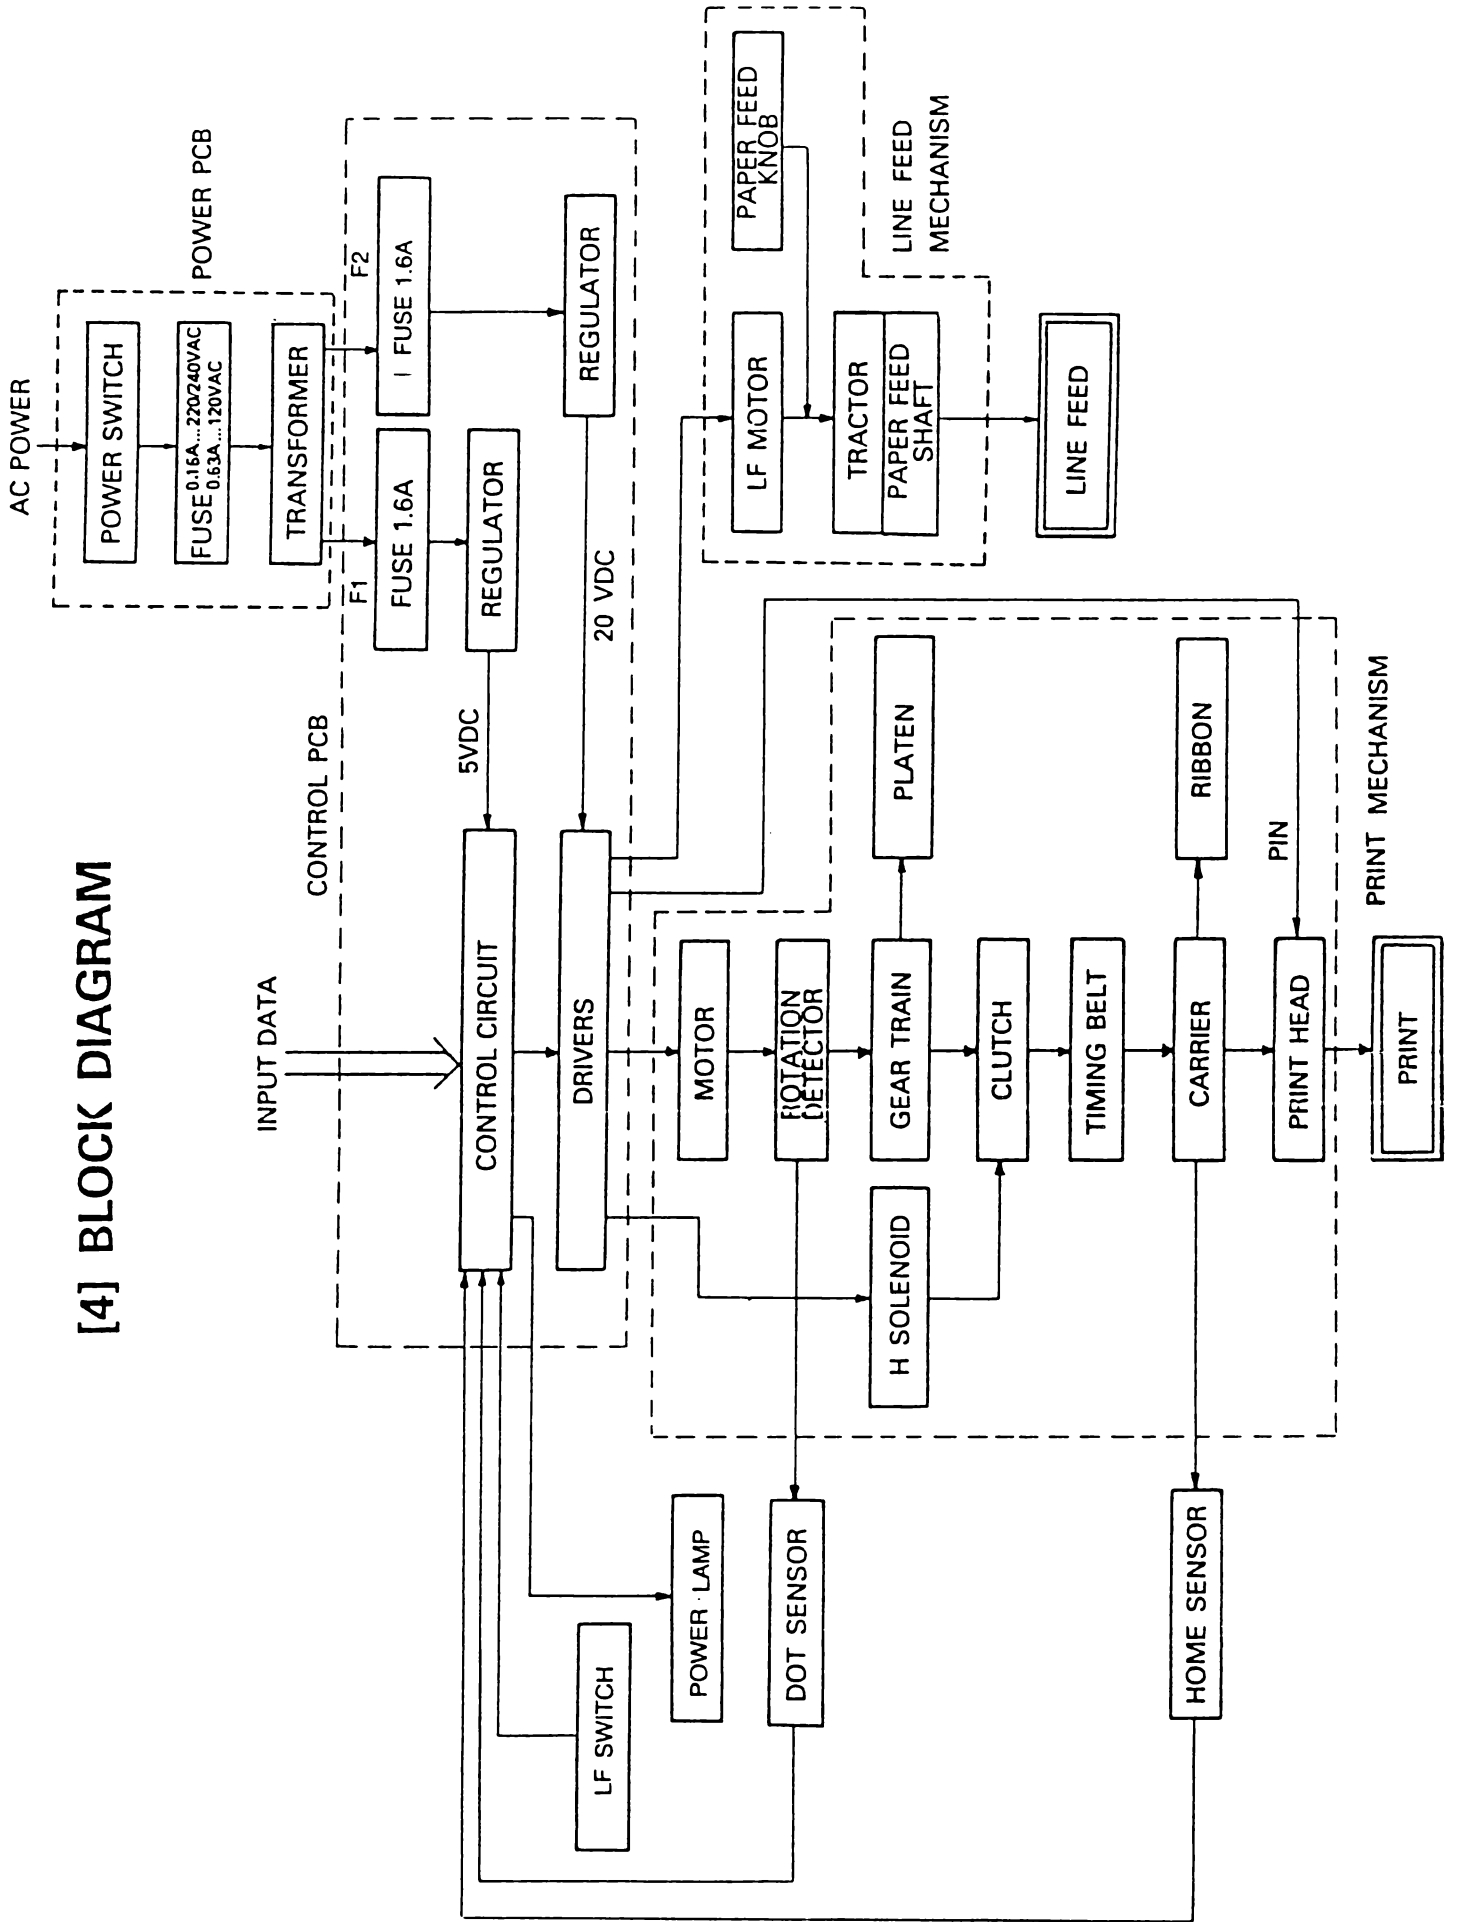 [4] BLOCK DIAGRAM
AC POWER
POWER SWITCH
FUSE
0.16A...220/240VAC
0.63A...120VAC
TRANSFORMER
POWER PCB
INPUT DATA
CONTROL PCB
F1
FUSE 1.6A
F2
FUSE 1.6A
REGULATOR
REGULATOR
5VDC
20 VDC
CONTROL CIRCUIT
DRIVERS
LF SWITCH
POWER LAMP
DOT SENSOR
HOME SENSOR
MOTOR
ROTATION
DETECTOR
GEAR TRAIN
PLATEN
H SOLENOID
CLUTCH
TIMING BELT
CARRIER
RIBBON
PIN
PRINT HEAD
PRINT MECHANISM
PRINT
LF MOTOR
PAPER FEED
KNOB
TRACTOR
PAPER FEED
SHAFT
LINE FEED
MECHANISM
LINE FEED